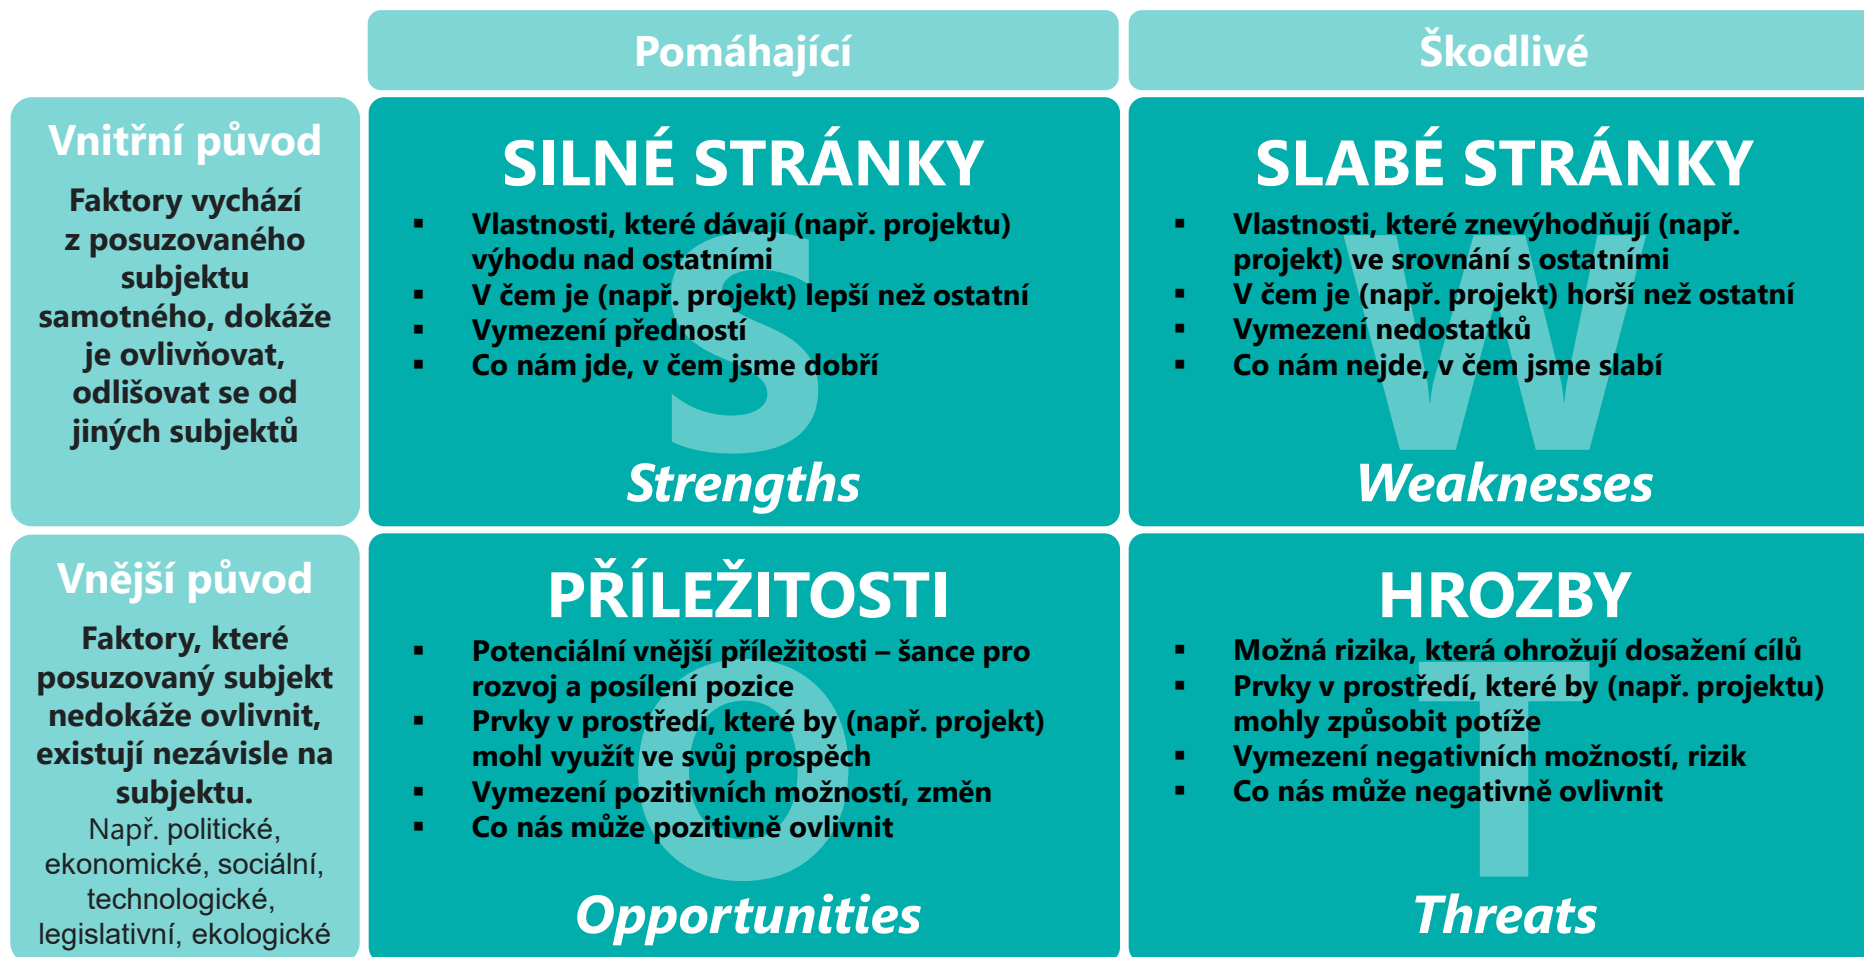 Pomáhající
Škodlivé
Vnitřní původ
Faktory vychází
z posuzovaného
subjektu
samotného, dokáže
je ovlivňovat,
odlišovat se od
jiných subjektů
SILNÉ STRÁNKY
▪ Vlastnosti, které dávají (např. projektu)
výhodu nad ostatními
▪ V čem je (např. projekt) lepší než ostatní
▪ Vymezení předností
▪ Co nám jde, v čem jsme dobří
S
Strengths
SLABÉ STRÁNKY
▪ Vlastnosti, které znevýhodňují (např.
projekt) ve srovnání s ostatními
▪ V čem je (např. projekt) horší než ostatní
▪ Vymezení nedostatků
▪ Co nám nejde, v čem jsme slabí
W
Weaknesses
Vnější původ
Faktory, které
posuzovaný subjekt
nedokáže ovlivnit,
existují nezávisle na
subjektu.
Např. politické,
ekonomické, sociální,
technologické,
legislativní, ekologické
PŘÍLEŽITOSTI
▪ Potenciální vnější příležitosti – šance pro
rozvoj a posílení pozice
▪ Prvky v prostředí, které by (např. projekt)
mohl využít ve svůj prospěch
▪ Vymezení pozitivních možností, změn
▪ Co nás může pozitivně ovlivnit
O
Opportunities
HROZBY
▪ Možná rizika, která ohrožují dosažení cílů
▪ Prvky v prostředí, které by (např. projektu)
mohly způsobit potíže
▪ Vymezení negativních možností, rizik
▪ Co nás může negativně ovlivnit
T
Threats